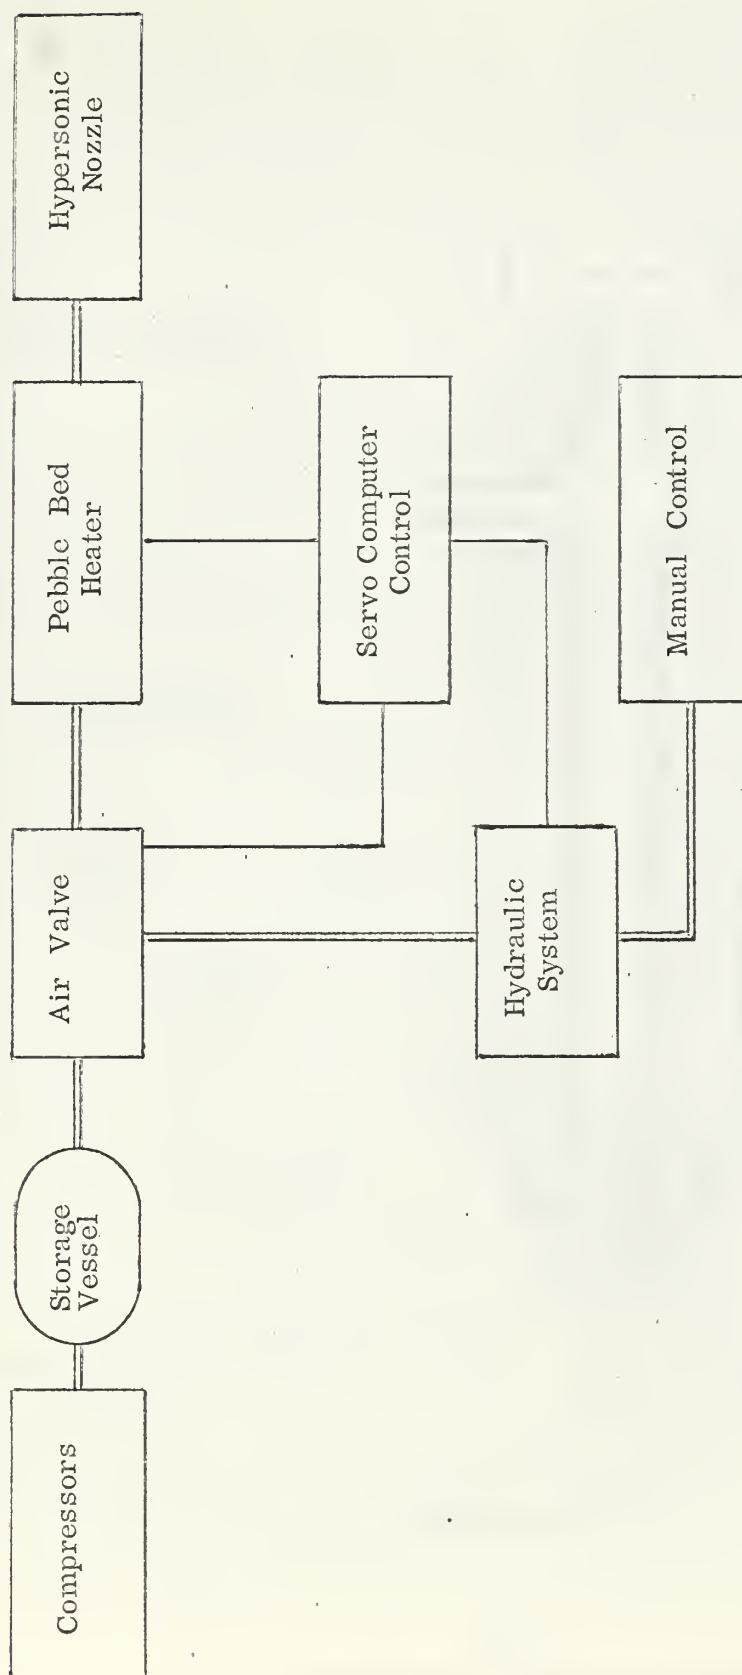 Compressors
Storage
Vessel
Air Valve
Pebble Bed
Heater
Hypersonic
Nozzle
Servo Computer
Control
Hydraulic
System
Manual Control